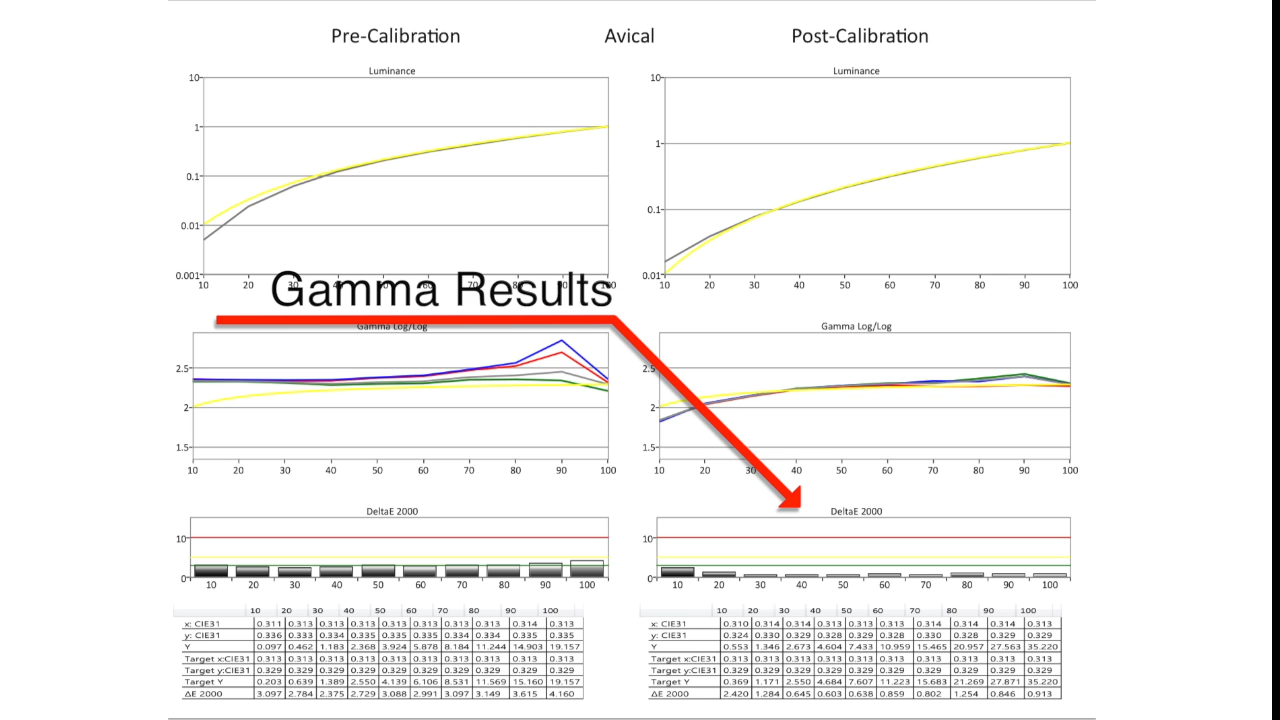 Pre-Calibration Avical Post-Calibration
Luminance Luminance
10 10
1 1
0.1 0.1
0.01
0.001 0.01
10 20 30 40 50 60 70 80 90 100 10 20 30 40 50 60 70 80 90 100
Gamma Results
Gamma Log/Log Gamma Log/Log
2.5 2.5
2 2
1.5 1.5
10 20 30 40 50 60 70 80 90 100 10 20 30 40 50 60 70 80 90 100
DeltaE 2000 DeltaE 2000
10 10
0 0
10 20 30 40 50 60 70 80 90 100 10 20 30 40 50 60 70 80 90 100
10 20 30 40 50 60 70 80 90 100 10 20 30 40 50 60 70 80 90 100
x: CIE31 0.311 0.313 0.313 0.313 0.313 0.313 0.313 0.313 0.314 0.313 x: CIE31 0.310 0.314 0.314 0.313 0.313 0.313 0.313 0.314 0.314 0.313
y: CIE31 0.336 0.333 0.334 0.335 0.335 0.335 0.334 0.334 0.335 0.335 y: CIE31 0.324 0.330 0.329 0.328 0.329 0.328 0.330 0.328 0.329 0.329
Y 0.097 0.462 1.183 2.368 3.924 5.878 8.184 11.244 14.903 19.157 Y 0.553 1.346 2.673 4.604 7.433 10.959 15.465 20.957 27.563 35.220
Target x:CIE31 0.313 0.313 0.313 0.313 0.313 0.313 0.313 0.313 0.313 0.313 Target x:CIE31 0.313 0.313 0.313 0.313 0.313 0.313 0.313 0.313 0.313 0.313
Target y:CIE31 0.329 0.329 0.329 0.329 0.329 0.329 0.329 0.329 0.329 0.329 Target y:CIE31 0.329 0.329 0.329 0.329 0.329 0.329 0.329 0.329 0.329 0.329
Target Y 0.203 0.639 1.389 2.550 4.139 6.106 8.531 11.569 15.160 19.157 Target Y 0.369 1.171 2.550 4.684 7.607 11.223 15.683 21.269 27.871 35.220
ΔE 2000 3.097 2.784 2.375 2.729 3.088 2.991 3.097 3.149 3.615 4.160 ΔE 2000 2.420 1.284 0.645 0.603 0.638 0.859 0.802 1.254 0.846 0.913